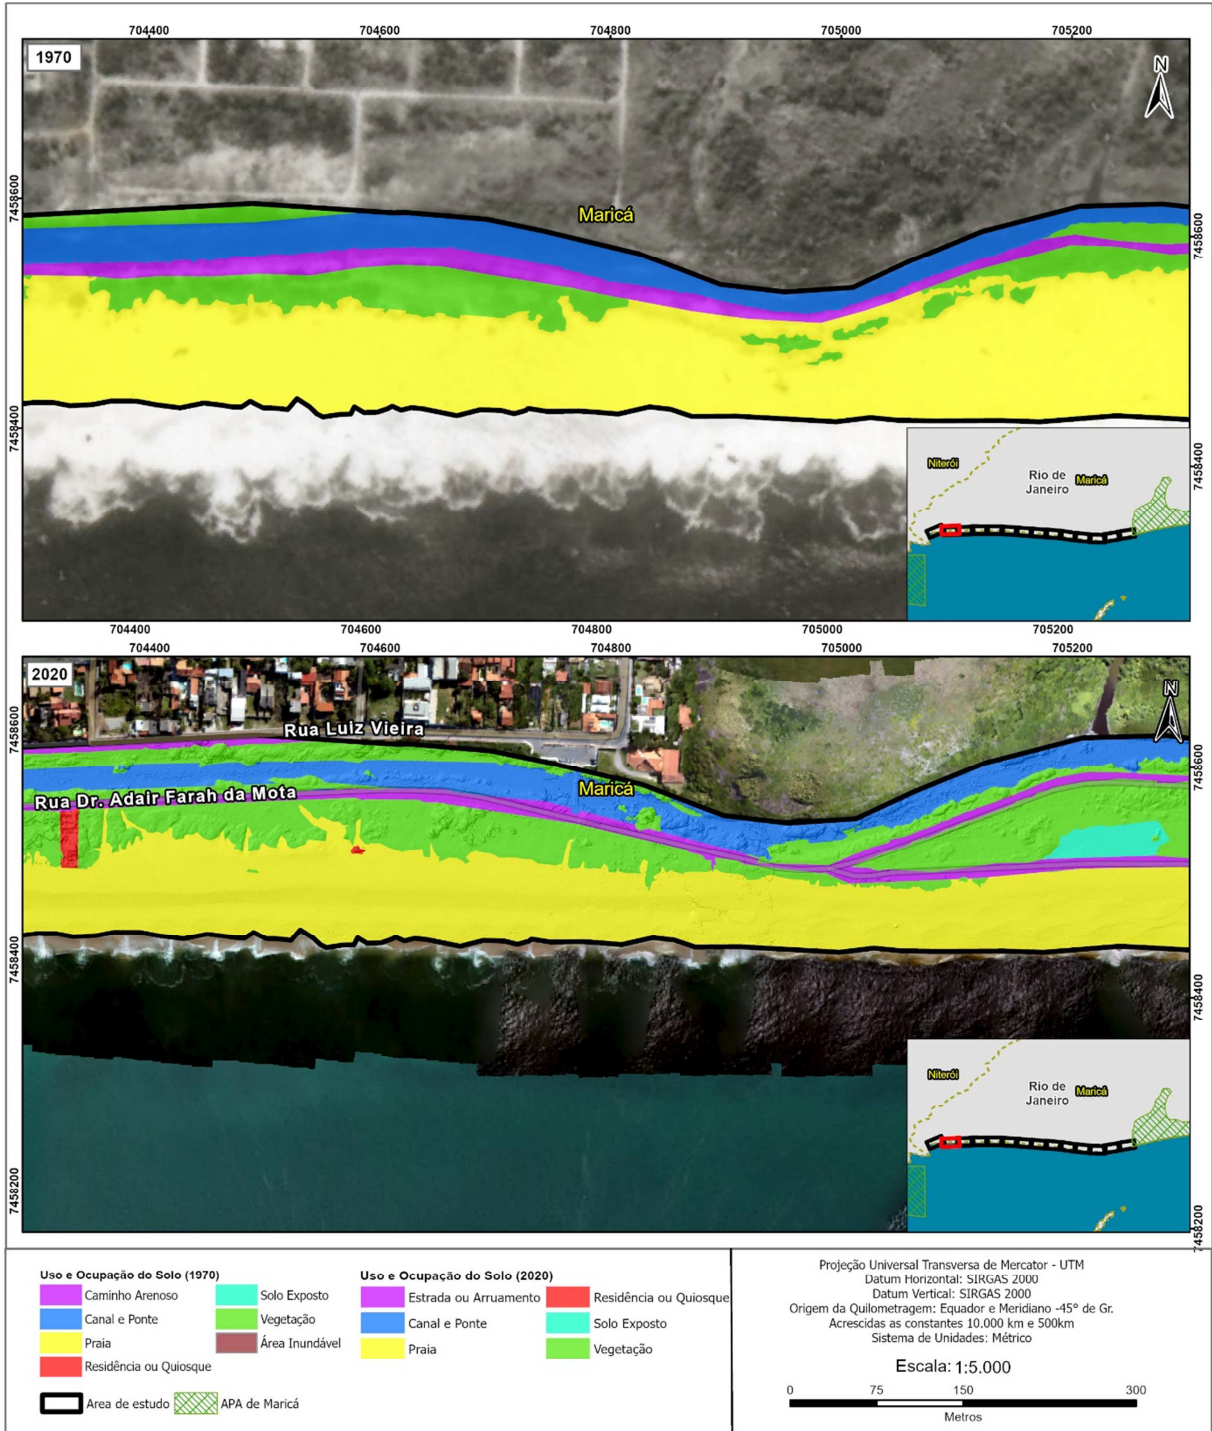 704400 704600 704800 705000 705200
1970
N
7458600
7458400
Maricá
7458600
7458400
Niterói
Rio de
Janeiro
Maricá
704400 704600 704800 705000 705200
704400 704600 704800 705000 705200
2020
N
Rua Luiz Vieira
Maricá
Rua Dr. Adair Farah da Mota
7458600
7458400
7458200
7458600
7458400
7458200
Niterói
Rio de
Janeiro
Maricá
Uso e Ocupação do Solo (1970)
Caminho Arenoso
Canal e Ponte
Praia
Residência ou Quiosque
Solo Exposto
Vegetação
Área Inundável
Area de estudo
APA de Maricá
Uso e Ocupação do Solo (2020)
Estrada ou Arruamento
Canal e Ponte
Praia
Residência ou Quiosque
Solo Exposto
Vegetação
Projeção Universal Transversa de Mercator - UTM
Datum Horizontal: SIRGAS 2000
Datum Vertical: SIRGAS 2000
Origem da Quilometragem: Equador e Meridiano -45° de Gr.
Acrescidas as constantes 10.000 km e 500km
Sistema de Unidades: Métrico
Escala: 1:5.000
0 75 150 300
Metros